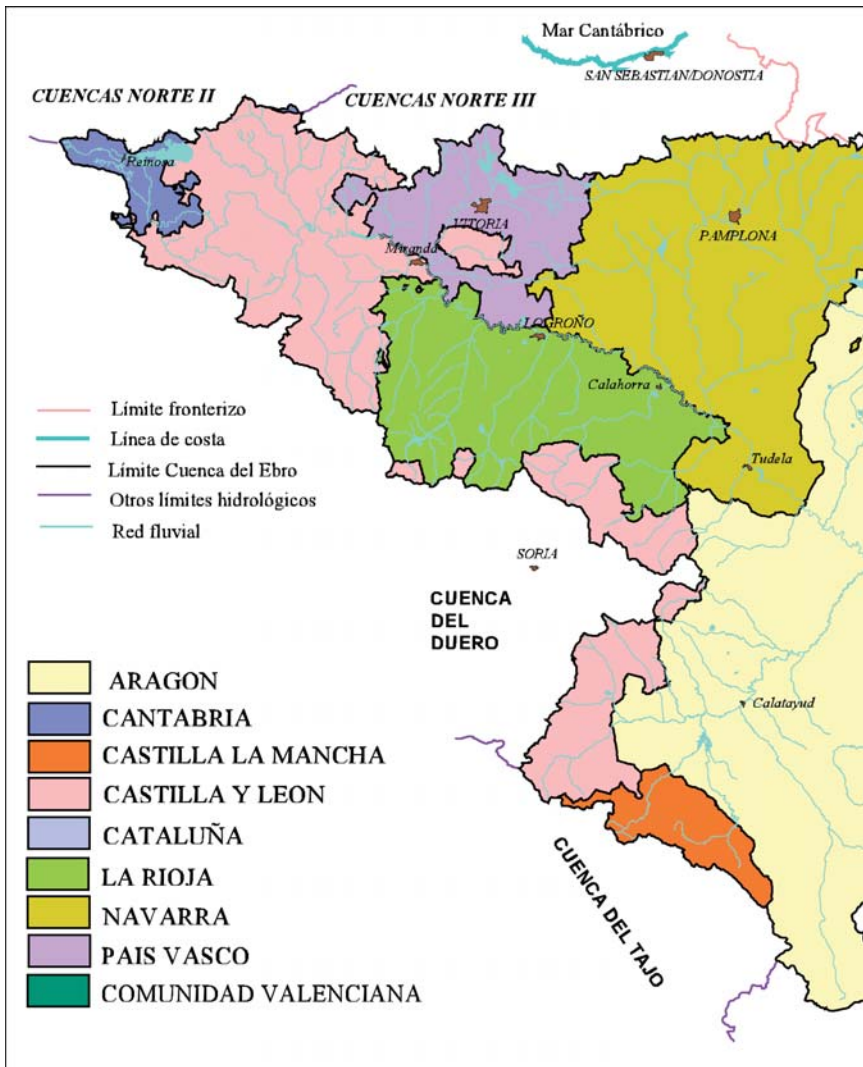 Mar Cantábrico
SAN SEBASTIAN/DONOSTIA
CUENCAS NORTE II
CUENCAS NORTE III
Reinosa
VITORIA
PAMPLONA
Miranda
LOGROÑO
Calahorra
Tudela
Límite fronterizo
Línea de costa
Límite Cuenca del Ebro
Otros límites hidrológicos
Red fluvial
SORIA
CUENCA
DEL
DUERO
Calatayud
ARAGON
CANTABRIA
CASTILLA LA MANCHA
CASTILLA Y LEON
CATALUÑA
LA RIOJA
NAVARRA
PAIS VASCO
COMUNIDAD VALENCIANA
CUENCA DEL TAJO